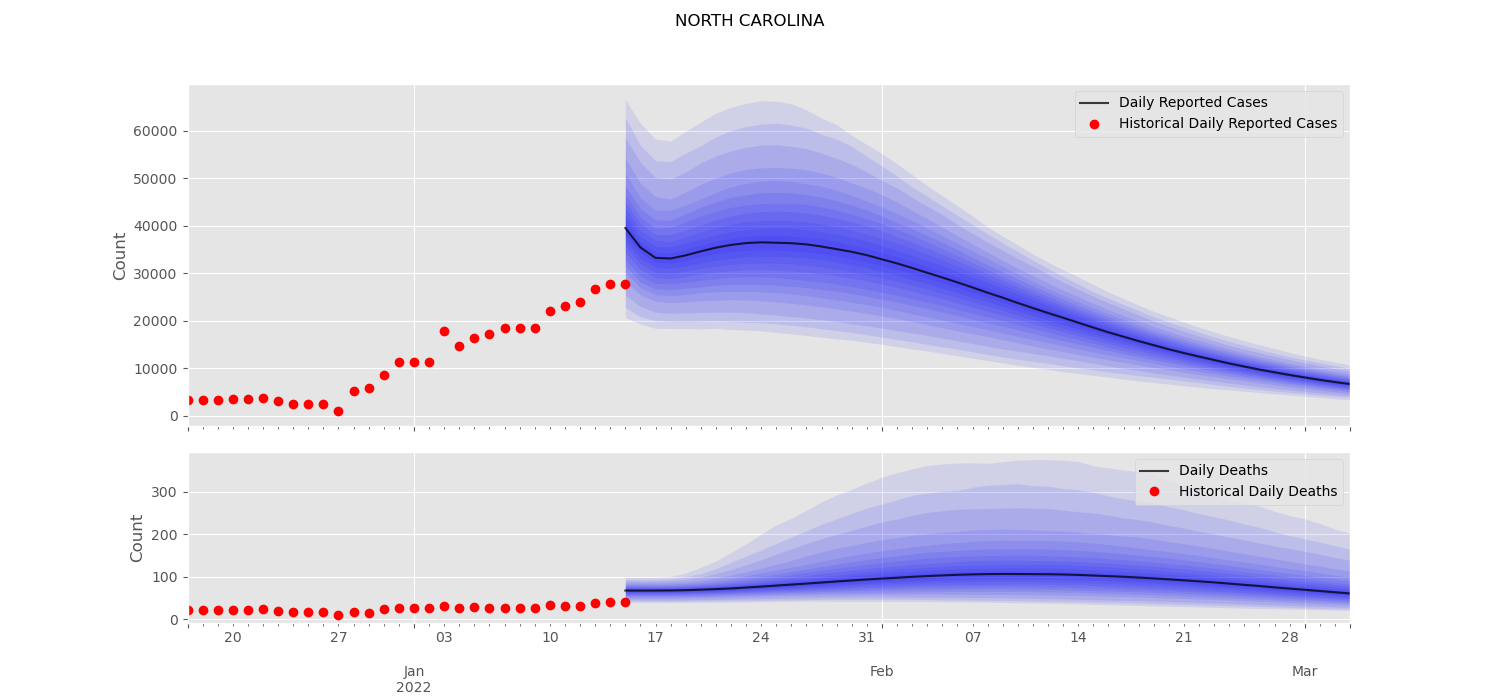 NORTH CAROLINA
Count
60000
50000
40000
30000
20000
10000
0
Daily Reported Cases
Historical Daily Reported Cases
Count
300
200
100
0
Daily Deaths
Historical Daily Deaths
20 27 03 10 17 24 31 07 14 21 28
Jan Feb Mar
2022